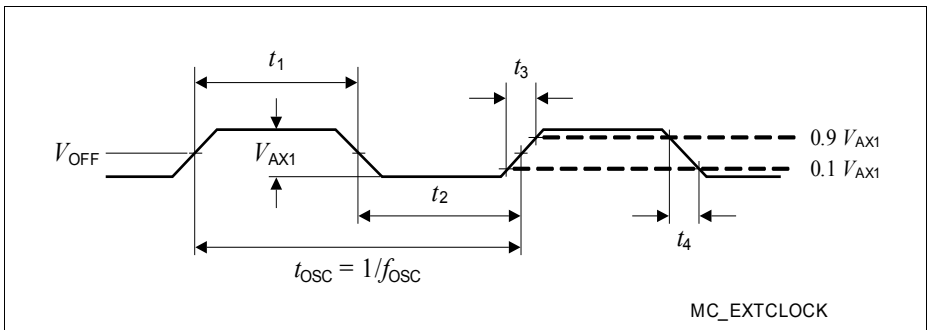 t1
t3
0.9 VAX1
VOFF
VAX1
0.1 VAX1
t2
t4
tOSC = 1/fOSC
MC_EXTCLOCK